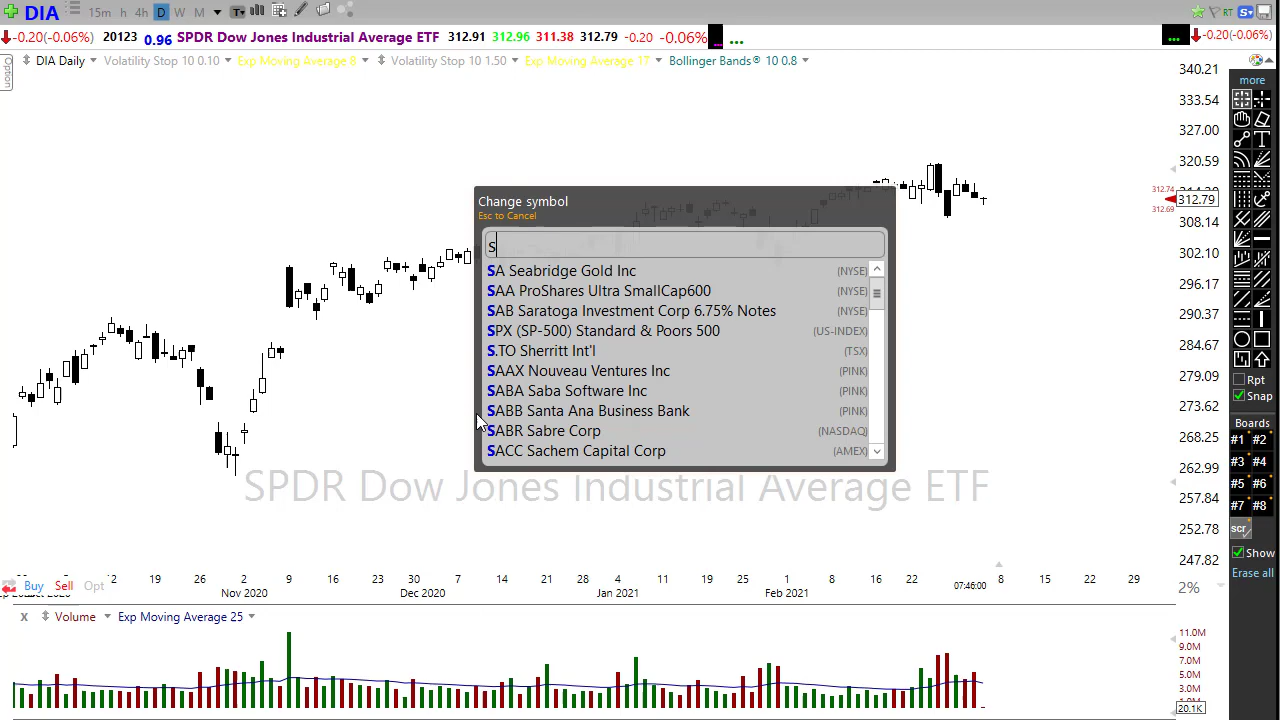 DIA 15m h 4h D W M T RT S
-0.20(-0.06%) 20123 0.96 SPDR Dow Jones Industrial Average ETF 312.91 312.96 311.38 312.79 -0.20 -0.06% ... ... -0.20(-0.06%)
Option
DIA Daily Volatility Stop 10 0.10 Exp Moving Average 8 Volatility Stop 10 1.50 Exp Moving Average 17 Bollinger Bands® 10 0.8
340.21
333.54
327.00
320.59
312.74
312.79
312.69
308.14
302.10
296.17
290.37
284.67
279.09
273.62
268.25
262.99
257.84
252.78
247.82
more
Rpt
Snap
Boards
#1 #2
#3 #4
#5 #6
#7 #8
scr
Show
Erase all
Change symbol
Esc to Cancel
s
SA Seabridge Gold Inc (NYSE)
SAA ProShares Ultra SmallCap600 (NYSE)
SAB Saratoga Investment Corp 6.75% Notes (NYSE)
SPX (SP-500) Standard & Poors 500 (US-INDEX)
S.TO Sherritt Int'l (TSX)
SAAX Nouveau Ventures Inc (PINK)
SABA Saba Software Inc (PINK)
SABB Santa Ana Business Bank (PINK)
SABR Sabre Corp (NASDAQ)
SACC Sachem Capital Corp (AMEX)
SPDR Dow Jones Industrial Average ETF
Buy Sell Opt
12 19 26 2 9 16 23 30 7 14 21 28 4 11 19 25 1 8 16 22 8 15 22 29
Nov 2020 Dec 2020 Jan 2021 Feb 2021 07:46:00
2%
x Volume Exp Moving Average 25
11.0M
9.0M
7.0M
5.0M
3.0M
20.1K